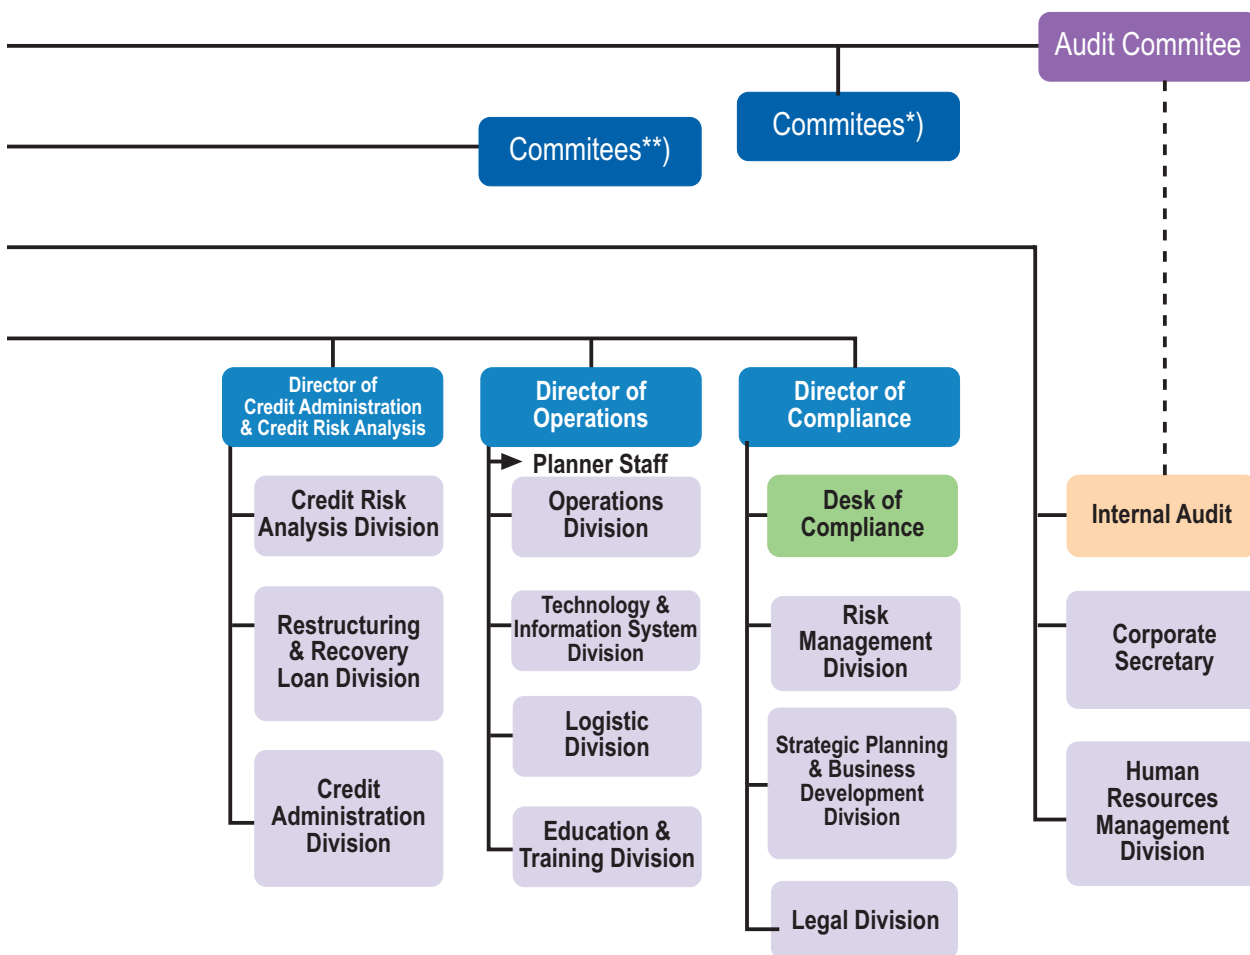 Audit Commitee
Commitees*)
Commitees**)
Director of
Credit Administration
& Credit Risk Analysis
Credit Risk
Analysis Division
Restructuring
& Recovery
Loan Division
Credit
Administration
Division
Director of
Operations
Planner Staff
Operations
Division
Technology &
Information System
Division
Logistic
Division
Education &
Training Division
Director of
Compliance
Desk of
Compliance
Risk
Management
Division
Strategic Planning
& Business
Development
Division
Legal Division
Internal Audit
Corporate
Secretary
Human
Resources
Management
Division